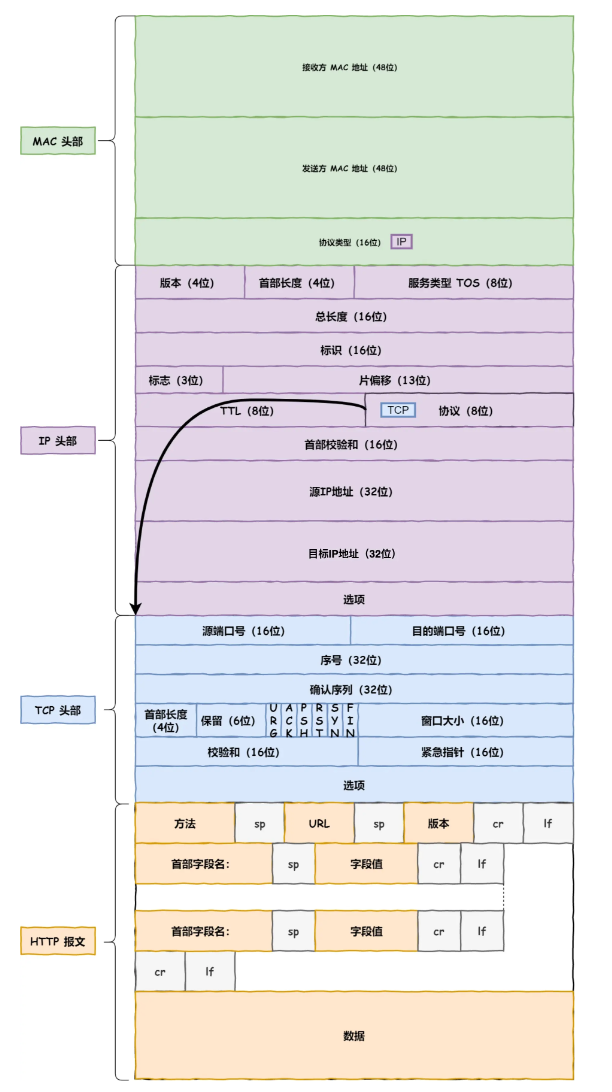 接收方 MAC 地址 (48位)
MAC 头部
发送方 MAC 地址 (48位)
协议类型 (16位) IP
版本 (4位) 首部长度 (4位) 服务类型 TOS (8位)
总长度 (16位)
标识 (16位)
标志 (3位) 片偏移 (13位)
TTL (8位) TCP 协议 (8位)
IP 头部
首部校验和 (16位)
源IP地址 (32位)
目标IP地址 (32位)
选项
源端口号 (16位) 目的端口号 (16位)
序号 (32位)
确认序列 (32位)
TCP 头部
首部长度
(4位) 保留 (6位) URG ACK PSH RST SYN FIN 窗口大小 (16位)
校验和 (16位) 紧急指针 (16位)
选项
方法 sp URL sp 版本 cr lf
首部字段名: sp 字段值 cr lf
HTTP 报文
首部字段名: sp 字段值 cr lf
cr lf
数据